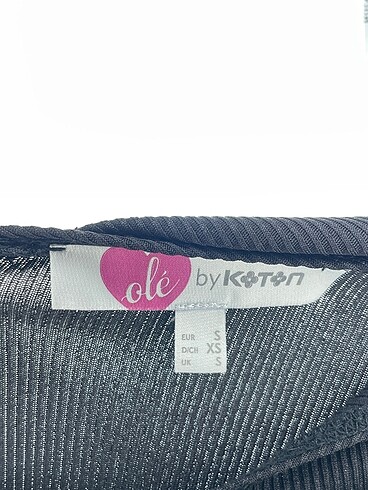 olé by KOTON
EUR S
D/CH XS
UK S